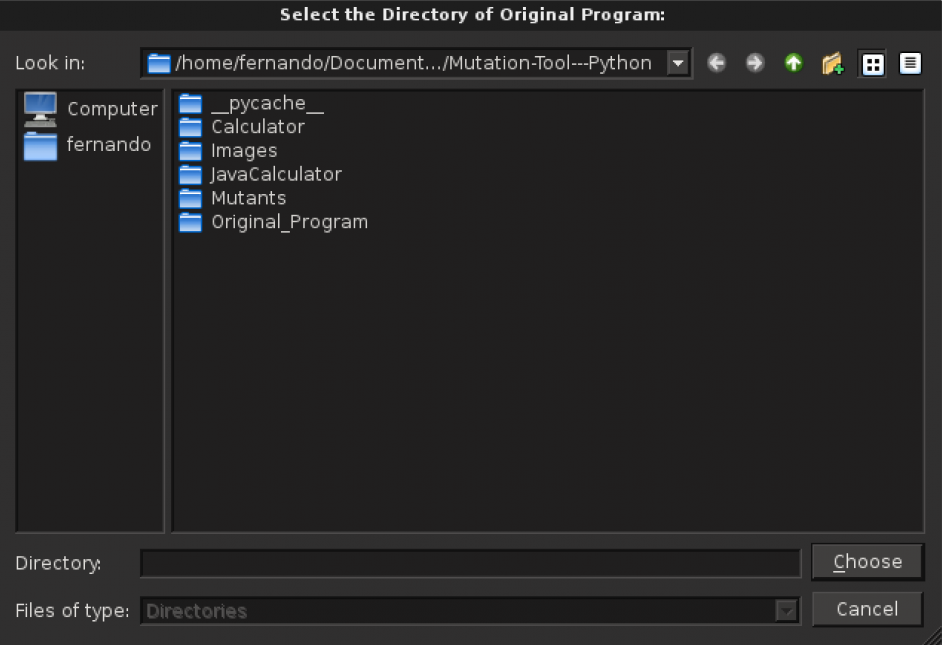 Select the Directory of Original Program:
Look in: /home/fernando/Document.../Mutation-Tool---Python
Computer
fernando
__pycache__
Calculator
Images
JavaCalculator
Mutants
Original_Program
Directory:
Choose
Files of type: Directories
Cancel